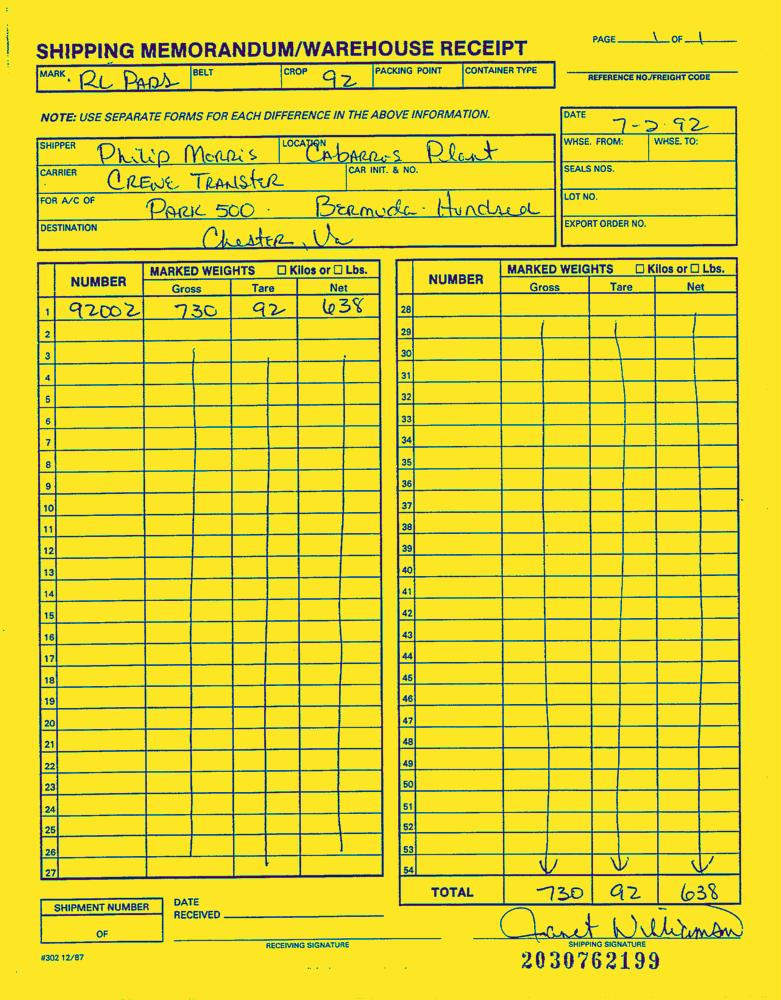 PAGE 1 OF 1
SHIPPING MEMORANDUM/WAREHOUSE RECEIPT
MARK RL PADS BELT CROP 92 PACKING POINT CONTAINER TYPE
REFERENCE NO./FREIGHT CODE
NOTE: USE SEPARATE FORMS FOR EACH DIFFERENCE IN THE ABOVE INFORMATION.
DATE 7-2-92
SHIPPER Philip Morris LOCATION CABARRUS Plant
WHSE. FROM: WHSE. TO:
CARRIER CREWE TRANSTER CAR INIT. & NO.
SEALS NOS.
FOR A/C OF PARK 500 Bermuda Hundred
LOT NO.
DESTINATION Chester, Va
EXPORT ORDER NO.
NUMBER MARKED WEIGHTS ☐ Kilos or ☐ Lbs.
Gross Tare Net
NUMBER MARKED WEIGHTS ☐ Kilos or ☐ Lbs.
Gross Tare Net
1 92002 730 92 638
2
3
4
5
6
7
8
9
10
11
12
13
14
15
16
17
18
19
20
21
22
23
24
25
26
27
28
29
30
31
32
33
34
35
36
37
38
39
40
41
42
43
44
45
46
47
48
49
50
51
52
53
54
TOTAL 730 92 638
SHIPMENT NUMBER
OF
DATE
RECEIVED
RECEIVING SIGNATURE
Janet Williamson
SHIPPING SIGNATURE
#302 12/87
2030762199